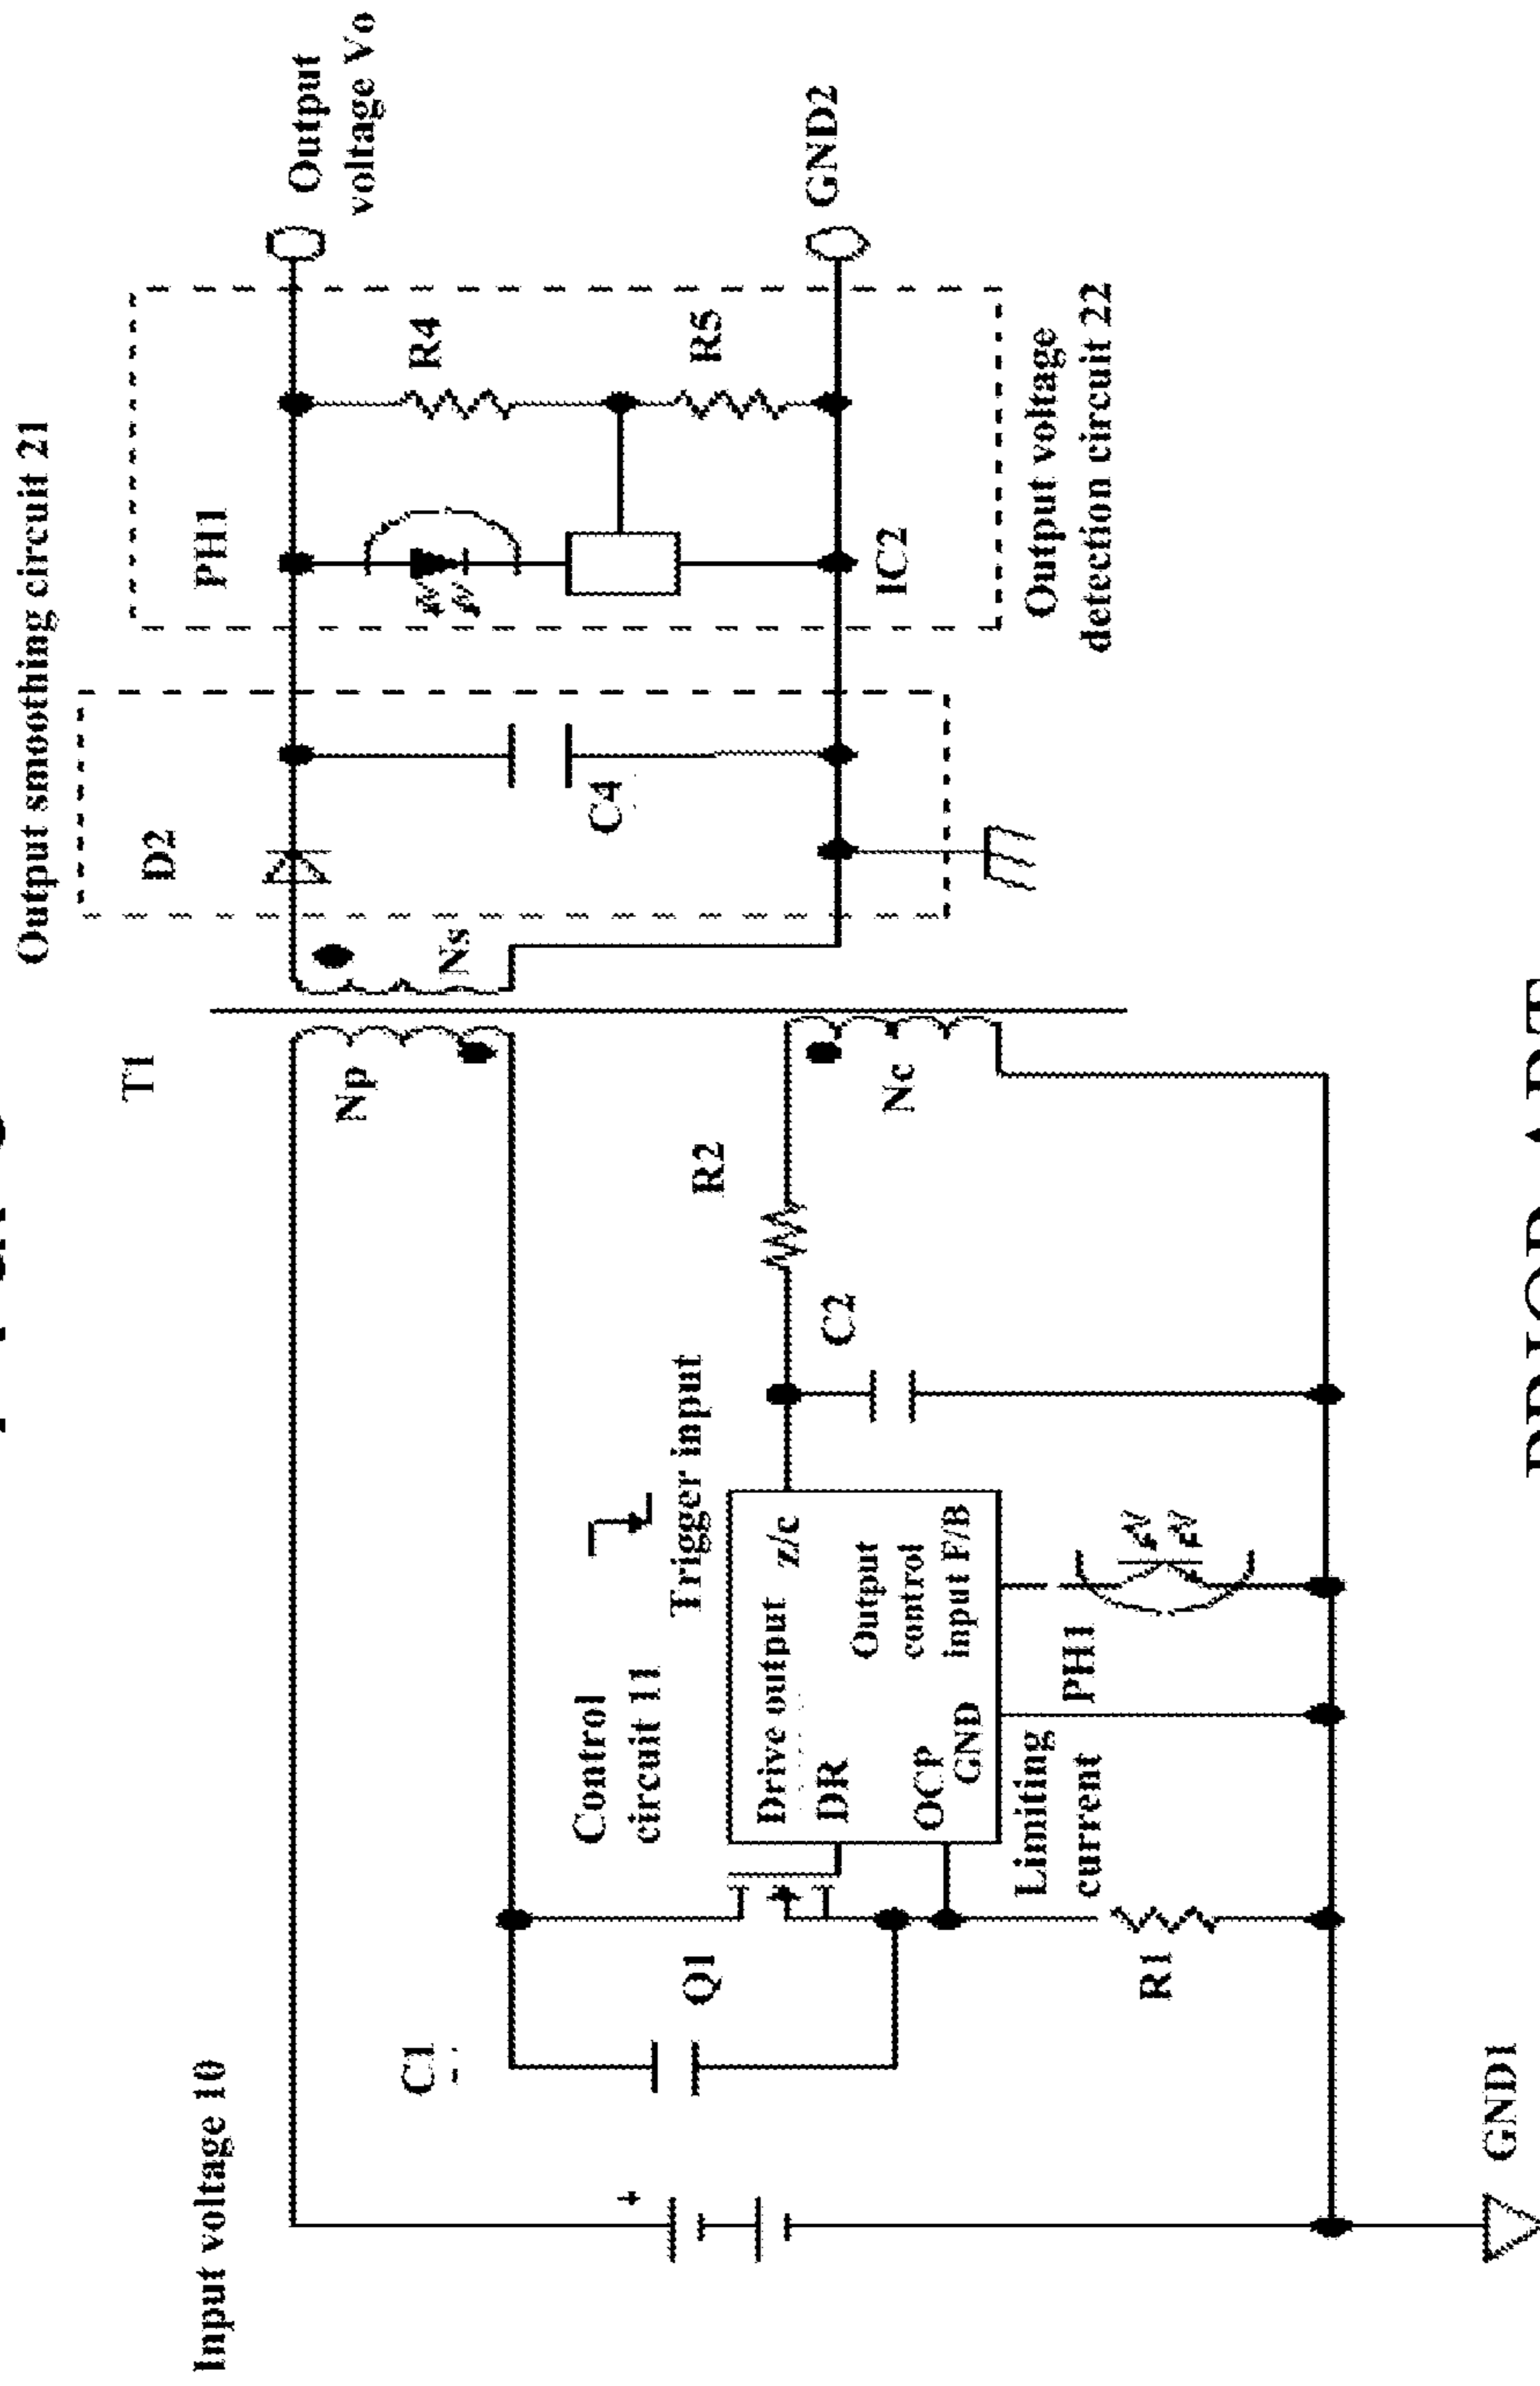 Output smoothing circuit 21
T1
D2
PH1
Output
voltage Vo
Input voltage 10
Np
Ns
C4
R4
R5
C1
Control
circuit 11
Trigger input
R2
Q1
Drive output z/c
DR
Output
control
input F/B
OCP
GND
C2
Nc
IC2
GND2
Limiting
current
PH1
Output voltage
detection circuit 22
R1
GND1
PRIOR ART